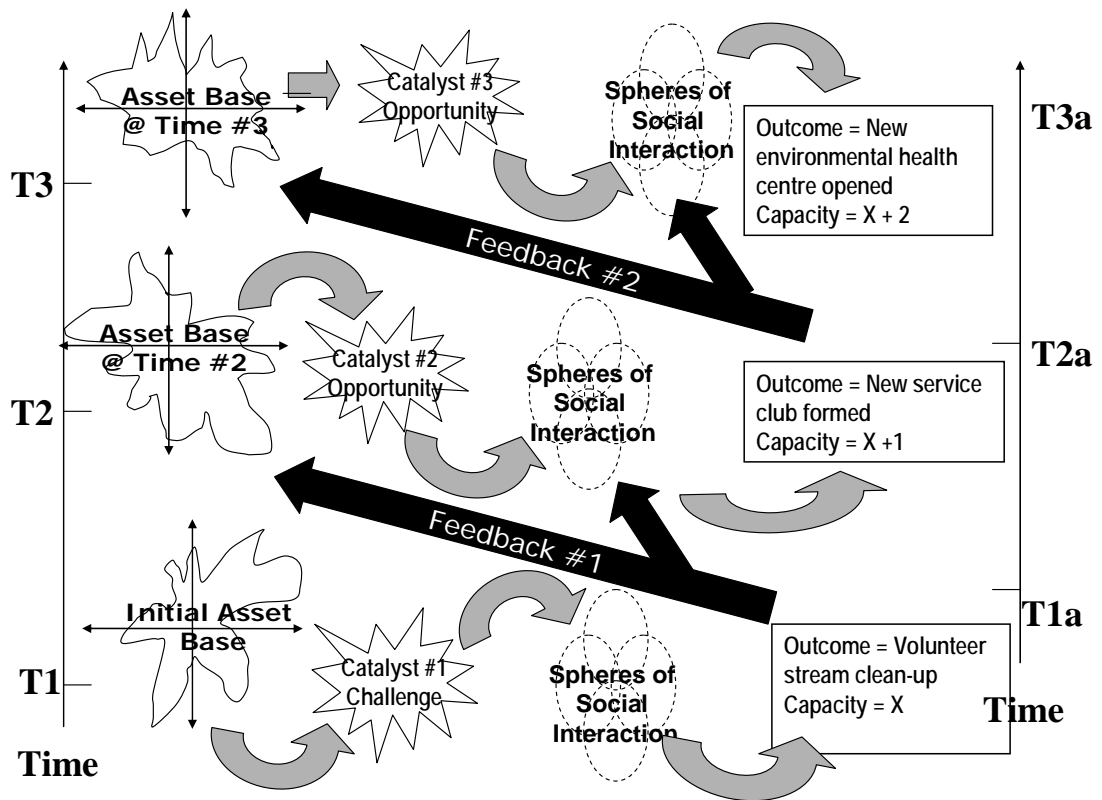 Asset Base
@ Time #3
Catalyst #3
Opportunity
Spheres of
Social
Interaction
Outcome = New
environmental health
centre opened
Capacity = X + 2
T3a
T3
Feedback #2
Asset Base
@ Time #2
Catalyst #2
Opportunity
Spheres of
Social
Interaction
Outcome = New service
club formed
Capacity = X +1
T2a
T2
Feedback #1
Initial Asset
Base
Catalyst #1
Challenge
Spheres of
Social
Interaction
Outcome = Volunteer
stream clean-up
Capacity = X
T1a
T1
Time
Time